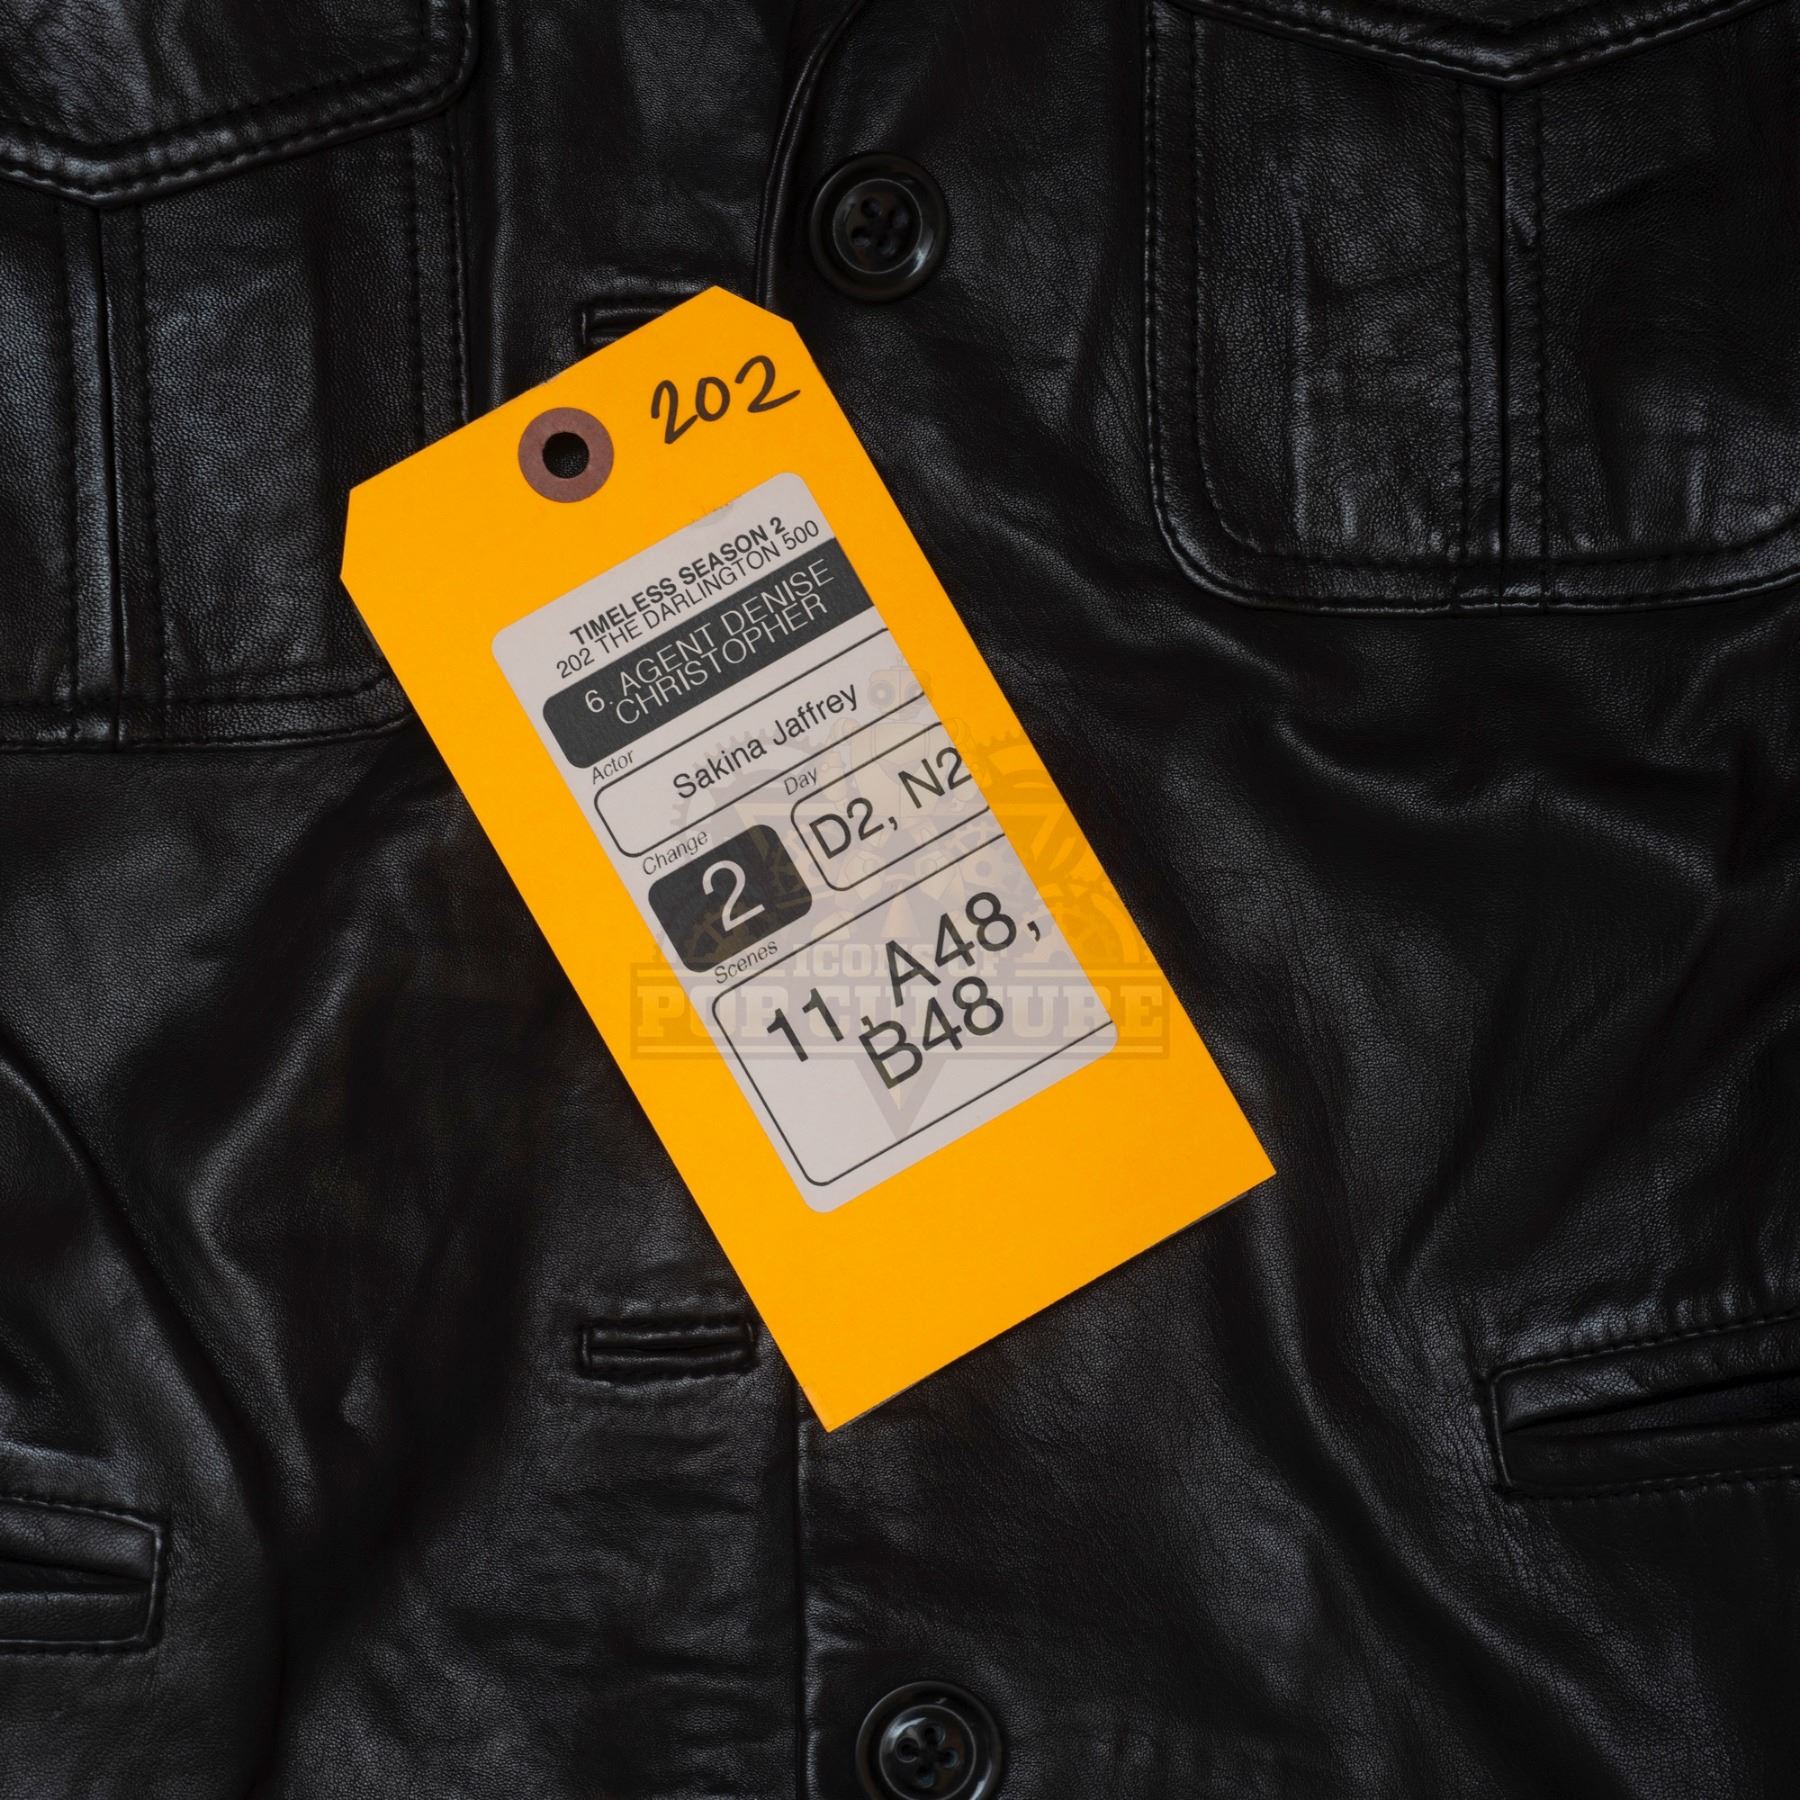 202
TIMELESS SEASON 2
202 THE DARLINGTON 500
6. AGENT DENISE
CHRISTOPHER
Actor
Sakina Jaffrey
Change
Day
2
D2, N2
Scenes
11, A48,
B48
ICONS OF
POP CULTURE